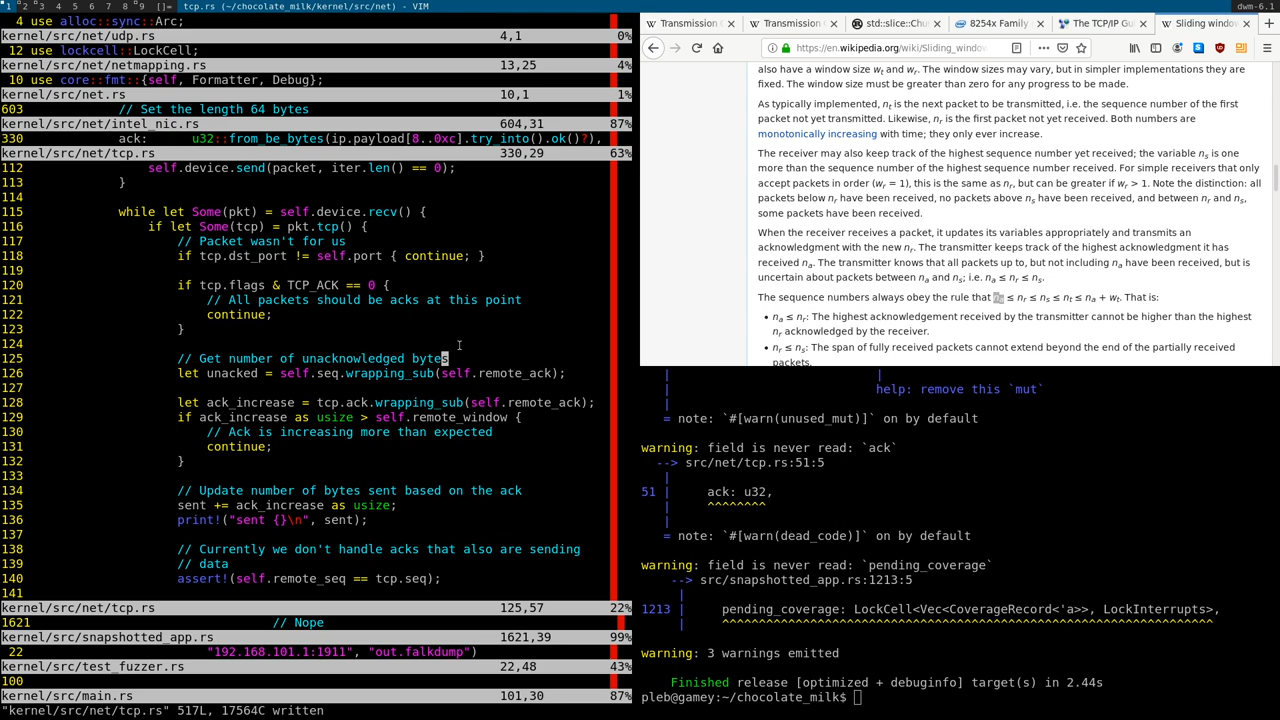 1 2 3 4 5 6 7 8 9 []= tcp.rs (~/chocolate_milk/kernel/src/net) - VIM
dwm-6.1
4 use alloc::sync::Arc;
kernel/src/net/udp.rs 4,1 0%
12 use lockcell::LockCell;
kernel/src/net/netmapping.rs 13,25 4%
10 use core::fmt::{self, Formatter, Debug};
kernel/src/net.rs 10,1 1%
603 // Set the length 64 bytes
kernel/src/net/intel_nic.rs 604,31 87%
330 ack: u32::from_be_bytes(ip.payload[8..0xc].try_into().ok()?),
kernel/src/net/tcp.rs 330,29 63%
112 self.device.send(packet, iter.len() == 0);
113 }
114
115 while let Some(pkt) = self.device.recv() {
116 if let Some(tcp) = pkt.tcp() {
117 // Packet wasn't for us
118 if tcp.dst_port != self.port { continue; }
119
120 if tcp.flags & TCP_ACK == 0 {
121 // All packets should be acks at this point
122 continue;
123 }
124
125 // Get number of unacknowledged bytes
126 let unacked = self.seq.wrapping_sub(self.remote_ack);
127
128 let ack_increase = tcp.ack.wrapping_sub(self.remote_ack);
129 if ack_increase as usize > self.remote_window {
130 // Ack is increasing more than expected
131 continue;
132 }
133
134 // Update number of bytes sent based on the ack
135 sent += ack_increase as usize;
136 print!("sent {}\n", sent);
137
138 // Currently we don't handle acks that also are sending
139 // data
140 assert!(self.remote_seq == tcp.seq);
141
kernel/src/net/tcp.rs 125,57 22%
1621 // Nope
kernel/src/snapshotted_app.rs 1621,39 99%
22 "192.168.101.1:1911", "out.falkdump")
kernel/src/test_fuzzer.rs 22,48 43%
100
kernel/src/main.rs 101,30 87%
"kernel/src/net/tcp.rs" 517L, 17564C written
Transmission C
Transmission C
std::slice::Chu
8254x Family
The TCP/IP Gu
Sliding window
https://en.wikipedia.org/wiki/Sliding_window
also have a window size wt and wr. The window sizes may vary, but in simpler implementations they are
fixed. The window must be greater than zero for any progress to be made.
As typically implemented, nt is the next packet to be transmitted, i.e. the sequence number of the first
packet not yet transmitted. Likewise, nr is the first packet not yet received. Both numbers are
monotonically increasing with time; they only ever increase.
The receiver may also keep track of the highest sequence number yet received; the variable ns is one
more than the sequence number of the highest sequence number received. For simple receivers that only
accept packets in order (wr = 1), this is the same as nr, but can be greater if wr > 1. Note the distinction: all
packets below nr have been received, no packets above ns have been received, and between nr and ns,
some packets have been received.
When the receiver receives a packet, it updates its variables appropriately and transmits an
acknowledgment with the new nr. The transmitter keeps track of the highest acknowledgment it has
received na. The transmitter knows that all packets up to, but not including na have been received, but is
uncertain about packets between na and ns; i.e. na ≤ nr ≤ ns.
The sequence numbers always obey the rule that na ≤ nr ≤ ns ≤ nt ≤ na + wt. That is:
• na ≤ nr: The highest acknowledgement received by the transmitter cannot be higher than the highest
nr acknowledged by the receiver.
• nr ≤ ns: The span of fully received packets cannot extend beyond the end of the partially received
packets.
| |
| help: remove this `mut`
|
= note: `#[warn(unused_mut)]` on by default
warning: field is never read: `ack`
--> src/net/tcp.rs:51:5
|
51 | ack: u32,
| ^^^^^^^^
|
= note: `#[warn(dead_code)]` on by default
warning: field is never read: `pending_coverage`
--> src/snapshotted_app.rs:1213:5
|
1213 | pending_coverage: LockCell<Vec<CoverageRecord<'a>>, LockInterrupts>,
| ^^^^^^^^^^^^^^^^^^^^^^^^^^^^^^^^^^^^^^^^^^^^^^^^^^^^^^^^^^^^^^^^^^^
warning: 3 warnings emitted
Finished release [optimized + debuginfo] target(s) in 2.44s
pleb@gamey:~/chocolate_milk$